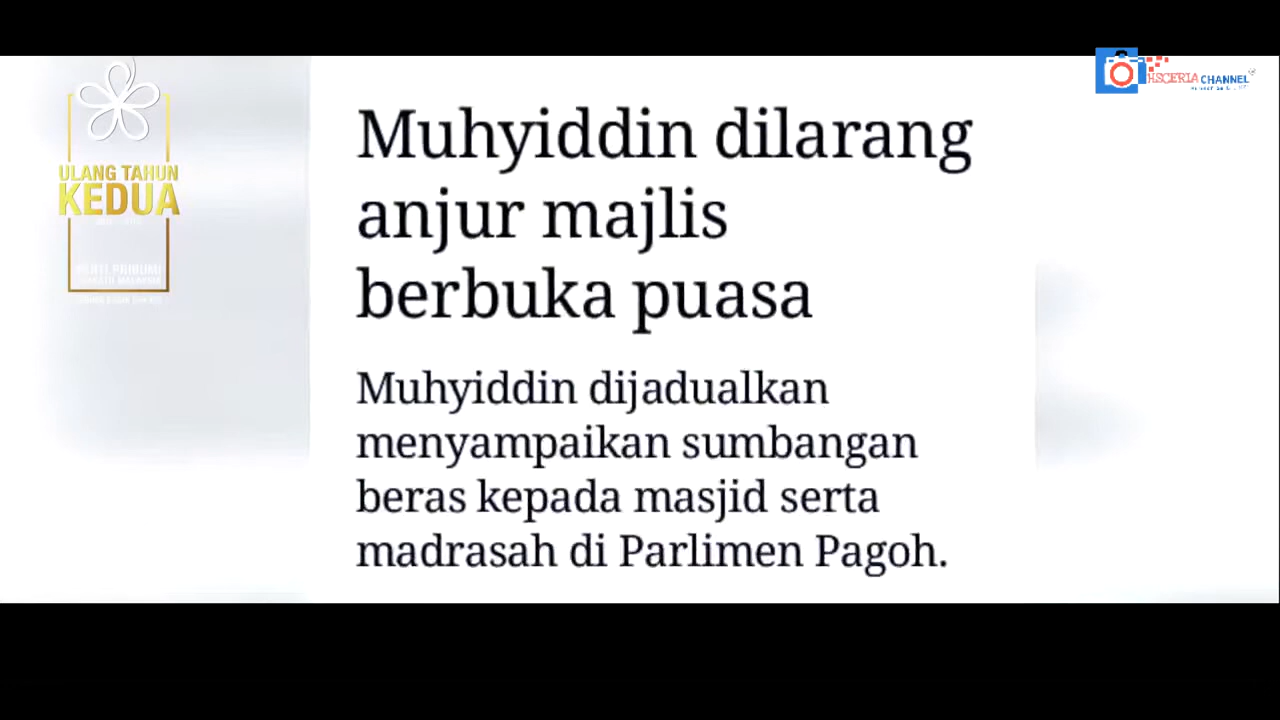 HSCERIA CHANNEL
ULANG TAHUN
KEDUA
Muhyiddin dilarang
anjur majlis
berbuka puasa
Muhyiddin dijadualkan
menyampaikan sumbangan
beras kepada masjid serta
madrasah di Parlimen Pagoh.